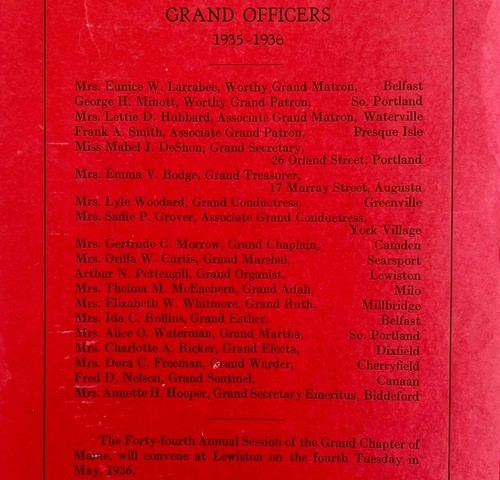 GRAND OFFICERS
1935-1936
Mrs. Eunice W. Larrabee, Worthy Grand Matron, Belfast
George H. Minott, Worthy Grand Patron, So. Portland
Mrs. Lettie D. Hubbard, Associate Grand Matron, Waterville
Frank A. Smith, Associate Grand Patron, Presque Isle
Miss Mabel J. DeShon, Grand Secretary,
26 Orland Street, Portland
Mrs. Emma V. Bodge, Grand Treasurer,
17 Murray Street, Augusta
Mrs. Lyle Woodard, Grand Conductress, Greenville
Mrs. Sadie P. Grover, Associate Grand Conductress,
York Village
Mrs. Gertrude C. Morrow, Grand Chaplain, Camden
Mrs. Orilla W. Curtis, Grand Marshal, Searsport
Arthur N. Pettengill, Grand Organist, Lewiston
Mrs. Thelma M. McEachern, Grand Adah, Milo
Mrs. Elizabeth W. Whitmore, Grand Ruth, Millbridge
Mrs. Ida C. Rollins, Grand Esther, Belfast
Mrs. Alice O. Waterman, Grand Martha, So. Portland
Mrs. Charlotte A. Ricker, Grand Electa, Dixfield
Mrs. Dora C. Freeman, Grand Warder, Cherryfield
Fred D. Nelson, Grand Sentinel, Canaan
Mrs. Annette H. Hooper, Grand Secretary Emeritus, Biddeford
The Forty-fourth Annual Session of the Grand Chapter of
Maine, will convene at Lewiston on the fourth Tuesday in
May, 1936.